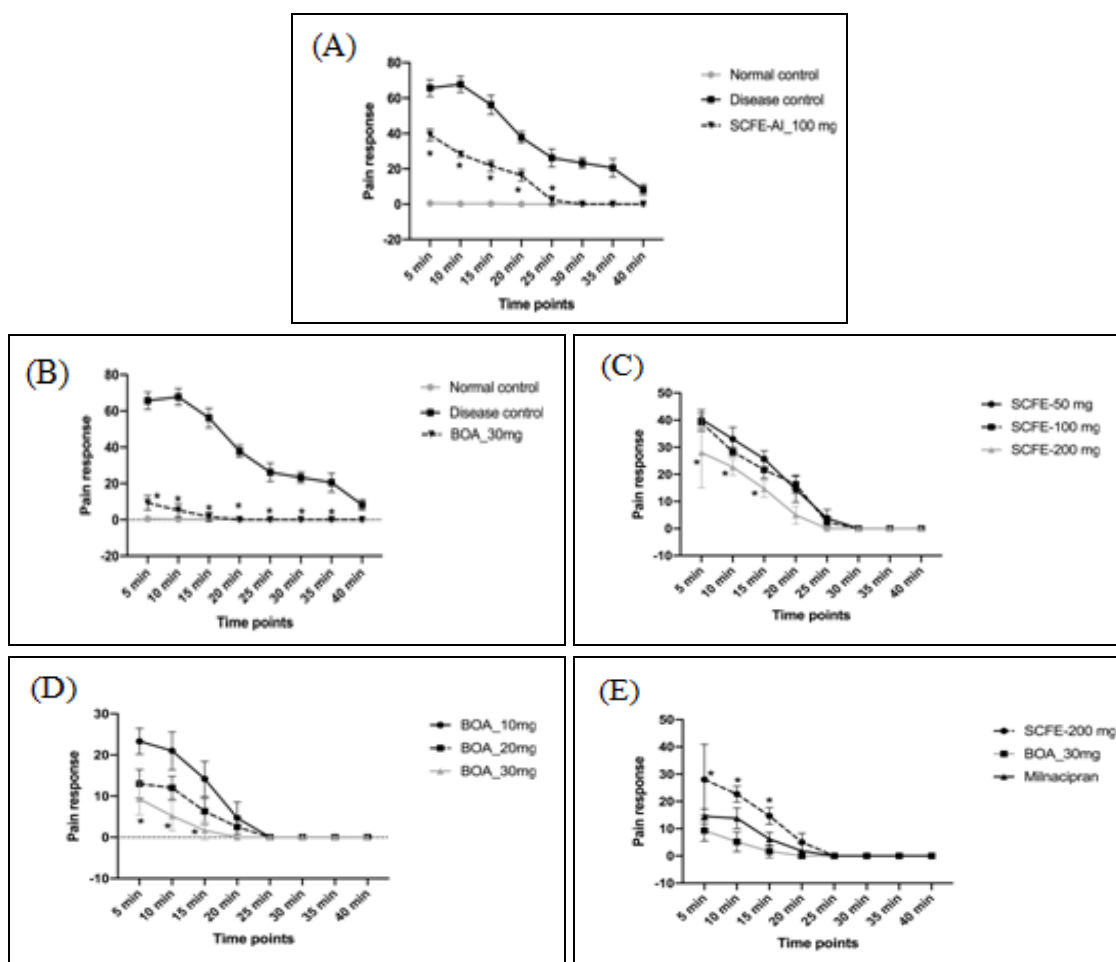 (A)
Pain response
80
60
40
20
0
-20
5 min
10 min
15 min
20 min
25 min
30 min
35 min
40 min
Time points
Normal control
Disease control
SCFE-AI_100 mg
*
*
*
*
*
(B)
Pain response
80
60
40
20
0
-20
5 min
10 min
15 min
20 min
25 min
30 min
35 min
40 min
Time points
Normal control
Disease control
BOA_30mg
*
*
*
*
*
*
*
(C)
Pain response
50
40
30
20
10
0
-10
5 min
10 min
15 min
20 min
25 min
30 min
35 min
40 min
Time points
SCFE-50 mg
SCFE-100 mg
SCFE-200 mg
*
*
*
(D)
Pain response
30
20
10
0
-10
5 min
10 min
15 min
20 min
25 min
30 min
35 min
40 min
Time points
BOA_10mg
BOA_20mg
BOA_30mg
*
*
*
(E)
Pain response
50
40
30
20
10
0
-10
5 min
10 min
15 min
20 min
25 min
30 min
35 min
40 min
Time points
SCFE-200 mg
BOA_30mg
Milnacipran
*
*
*